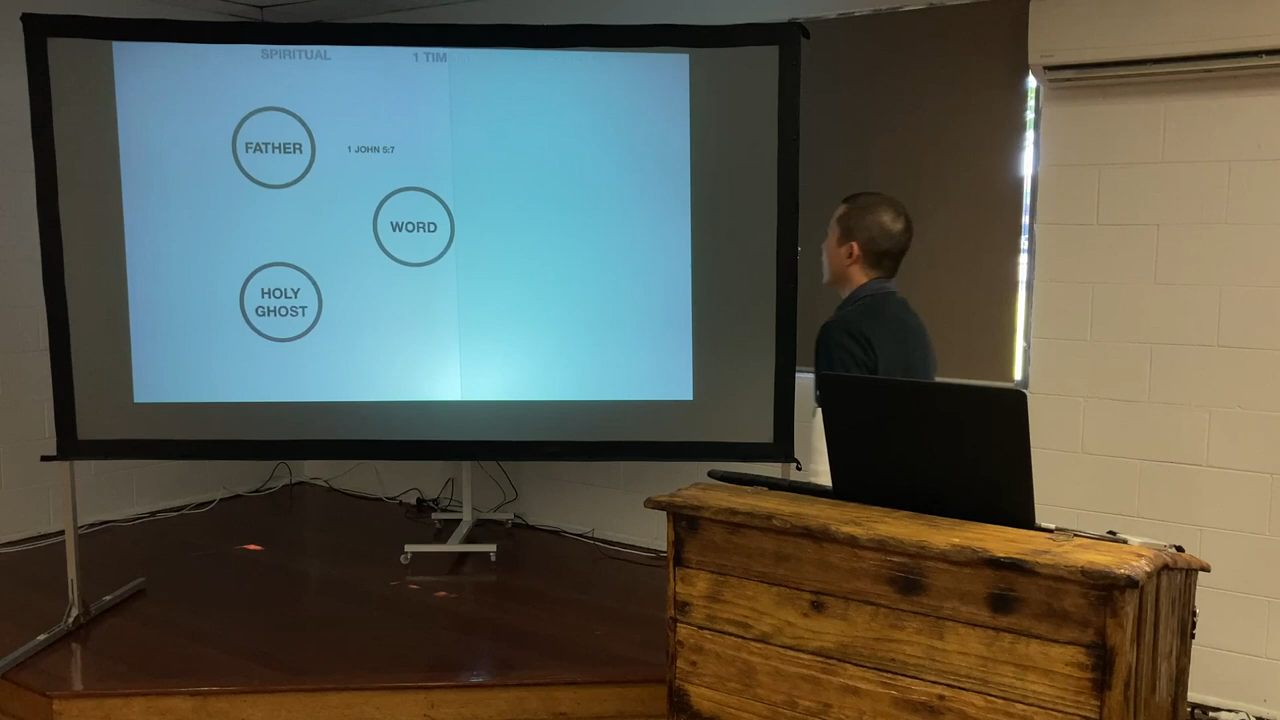 SPIRITUAL 1 TIM
FATHER
1 JOHN 5:7
WORD
HOLY
GHOST